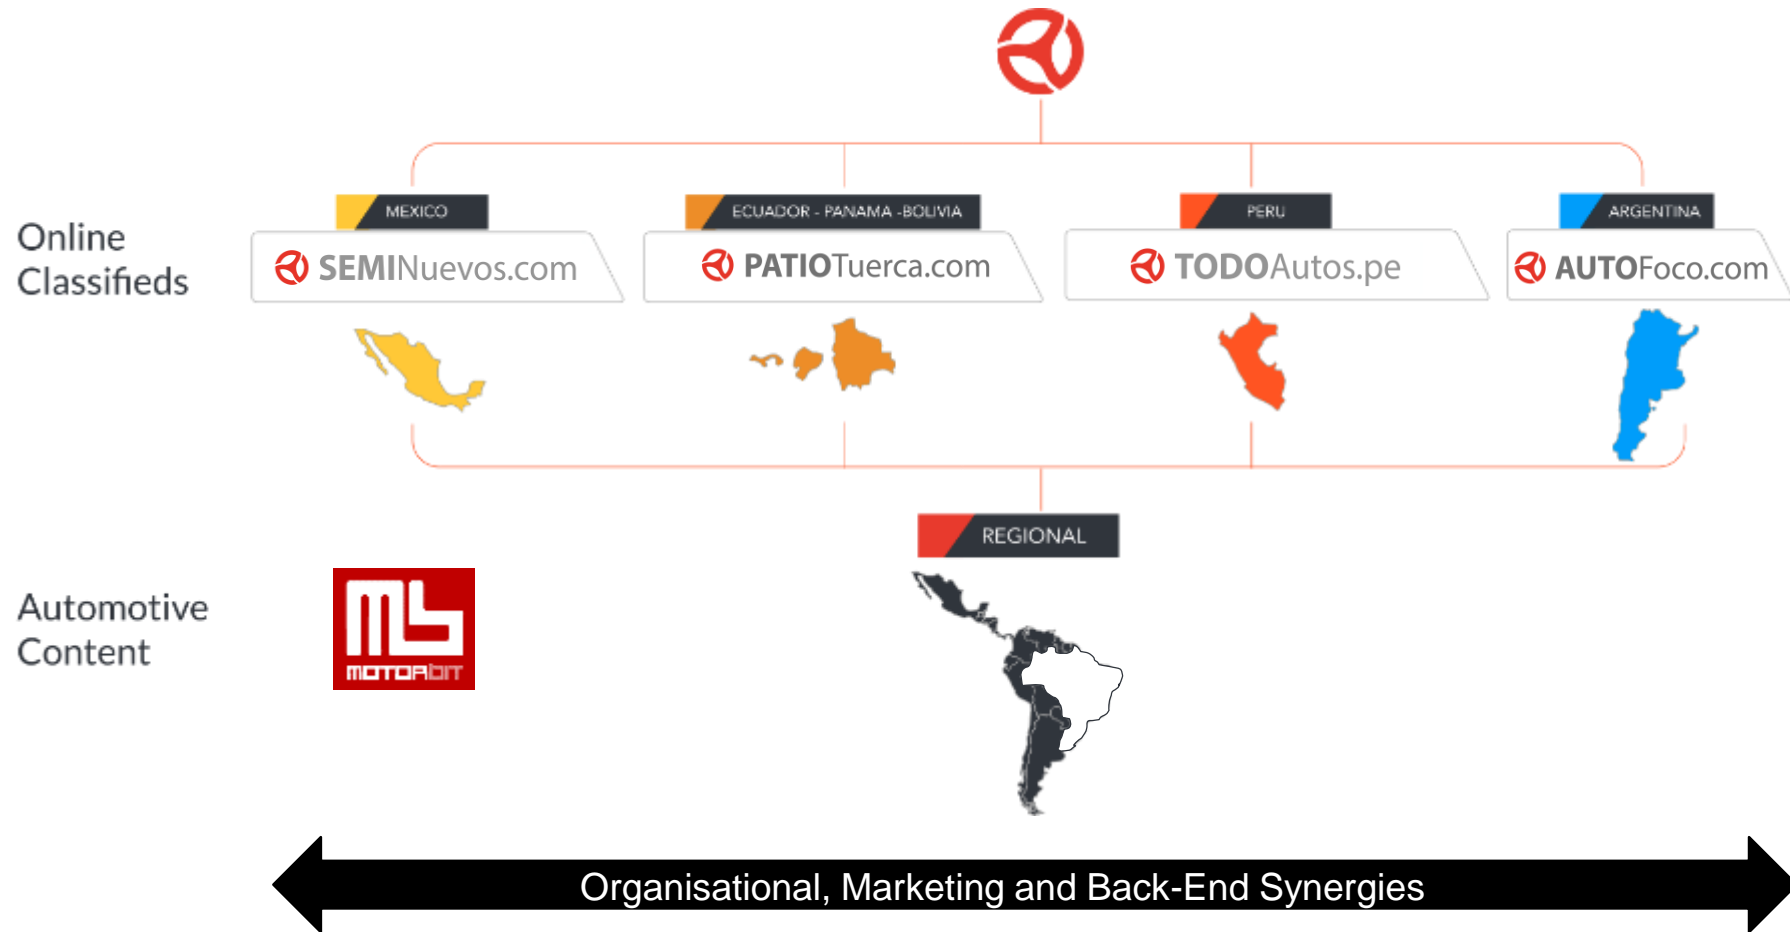 MEXICO
ECUADOR - PANAMA -BOLIVIA
PERU
ARGENTINA
Online
Classifieds
SEMINuevos.com
PATIOTuerca.com
TODOAutos.pe
AUTOFoco.com
REGIONAL
Automotive
Content
mb
MOTORBIT
Organisational, Marketing and Back-End Synergies